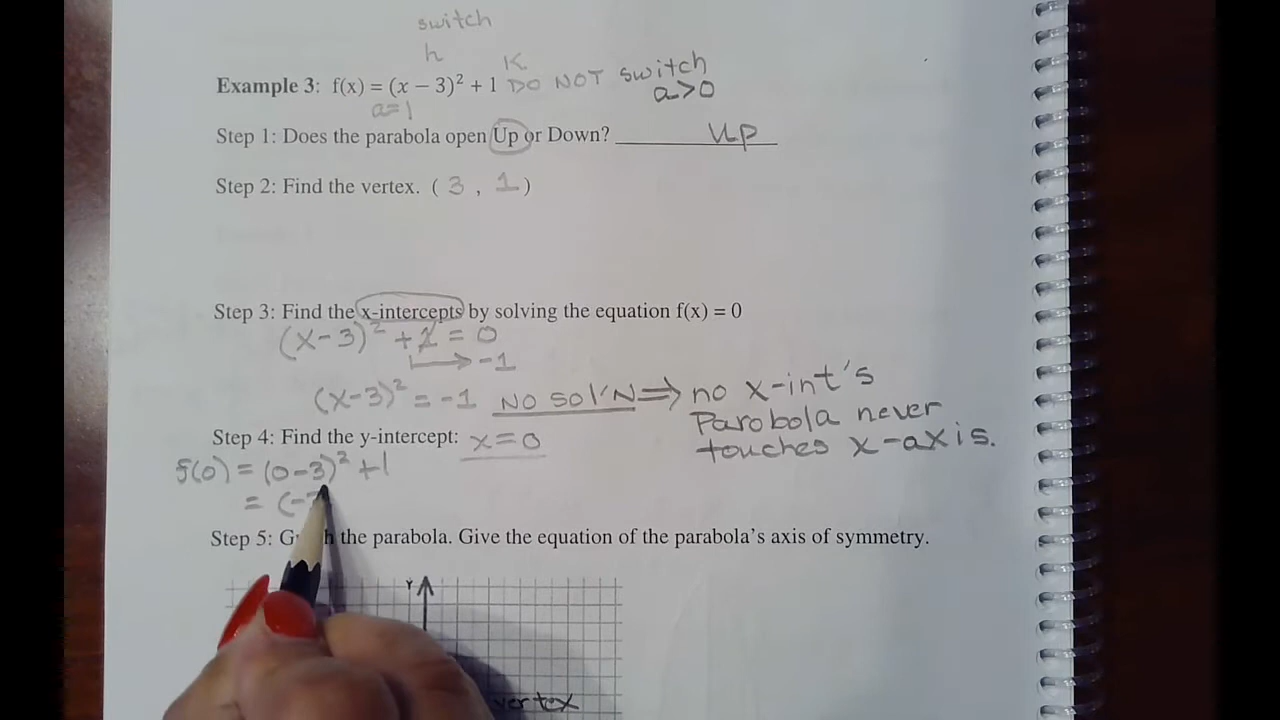 switch
h
K
Example 3: f(x) = (x − 3)² + 1 DO NOT switch
a=1 a>0
Step 1: Does the parabola open Up or Down? Up
Step 2: Find the vertex. ( 3 , 1 )
Step 3: Find the x-intercepts by solving the equation f(x) = 0
(x-3)² + 1 = 0
-1
(x-3)² = -1 NO SOL'N ⇒ no x-int's
Parabola never
Step 4: Find the y-intercept: x=0 touches x-axis.
f(0) = (0-3)² + 1
= (-
Step 5: the parabola. Give the equation of the parabola's axis of symmetry.
Y
vertex